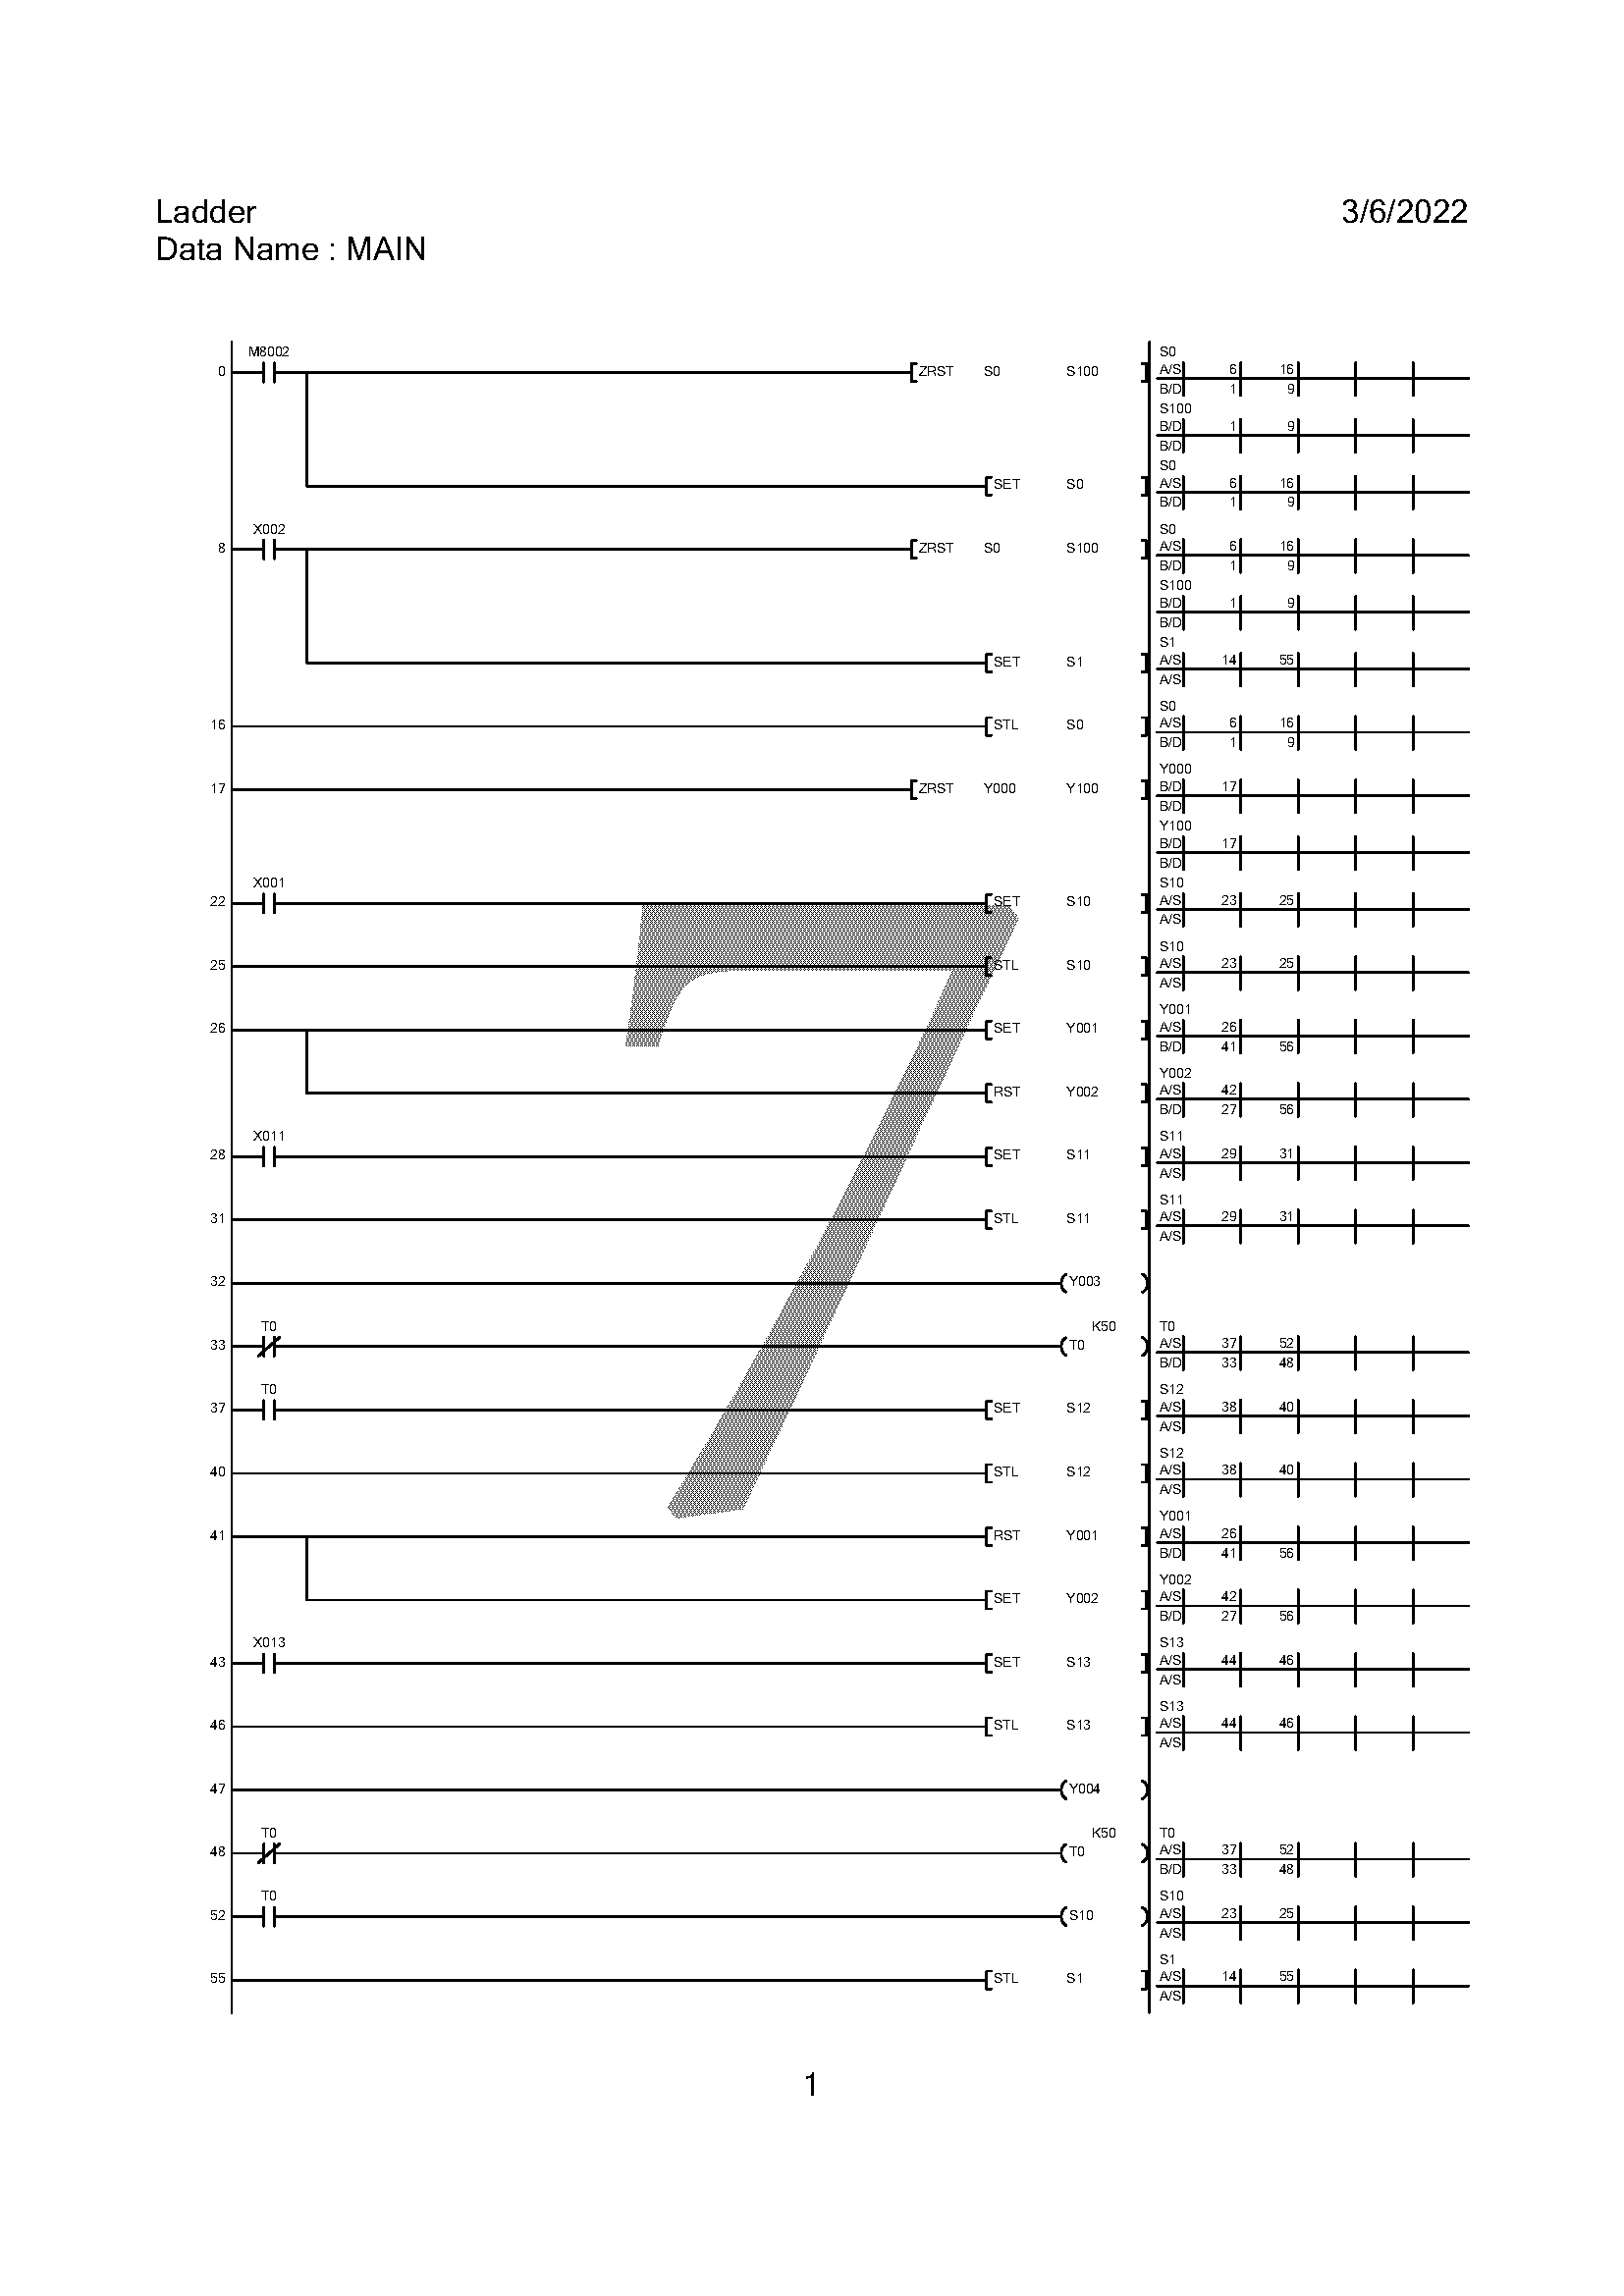 Ladder 3/6/2022
Data Name : MAIN
M8002 S0
0 ZRST S0 S100 A/S 6 16
B/D 1 9
S100
B/D 1 9
B/D
S0
SET S0 A/S 6 16
B/D 1 9
X002 S0
8 ZRST S0 S100 A/S 6 16
B/D 1 9
S100
B/D 1 9
B/D
S1
SET S1 A/S 14 55
A/S
S0
16 STL S0 A/S 6 16
B/D 1 9
Y000
17 ZRST Y000 Y100 B/D 17
B/D
Y100
B/D 17
B/D
X001 S10
22 SET S10 A/S 23 25
A/S
S10
25 STL S10 A/S 23 25
A/S
Y001
26 SET Y001 A/S 26
B/D 41 56
Y002
RST Y002 A/S 42
B/D 27 56
X011 S11
28 SET S11 A/S 29 31
A/S
S11
31 STL S11 A/S 29 31
A/S
32 Y003
T0 K50 T0
33 T0 A/S 37 52
B/D 33 48
T0 S12
37 SET S12 A/S 38 40
A/S
S12
40 STL S12 A/S 38 40
A/S
Y001
41 RST Y001 A/S 26
B/D 41 56
Y002
SET Y002 A/S 42
B/D 27 56
X013 S13
43 SET S13 A/S 44 46
A/S
S13
46 STL S13 A/S 44 46
A/S
47 Y004
T0 K50 T0
48 T0 A/S 37 52
B/D 33 48
T0 S10
52 S10 A/S 23 25
A/S
S1
55 STL S1 A/S 14 55
A/S
7
1